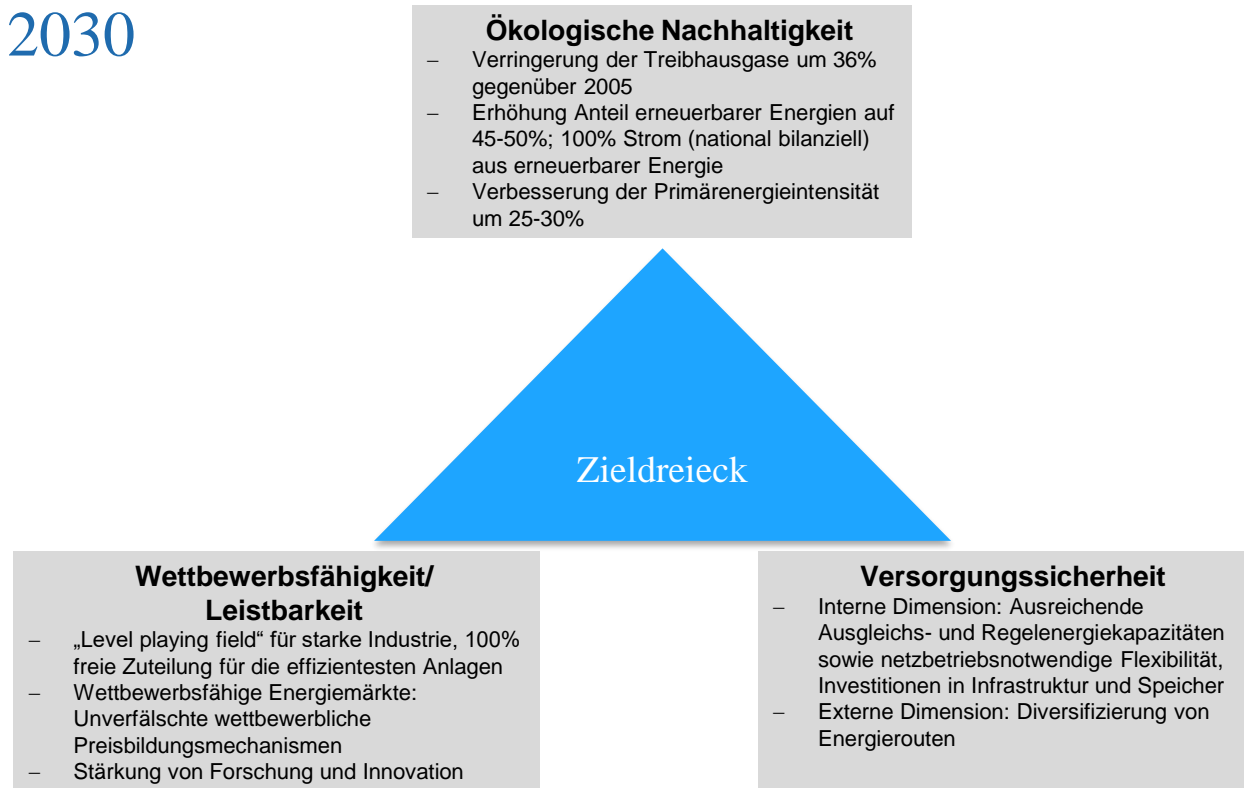 2030
Ökologische Nachhaltigkeit
– Verringerung der Treibhausgase um 36%
gegenüber 2005
– Erhöhung Anteil erneuerbarer Energien auf
45-50%; 100% Strom (national bilanziell)
aus erneuerbarer Energie
– Verbesserung der Primärenergieintensität
um 25-30%
Zieldreieck
Wettbewerbsfähigkeit/
Leistbarkeit
– „Level playing field“ für starke Industrie, 100%
freie Zuteilung für die effizientesten Anlagen
– Wettbewerbsfähige Energiemärkte:
Unverfälschte wettbewerbliche
Preisbildungsmechanismen
– Stärkung von Forschung und Innovation
Versorgungssicherheit
– Interne Dimension: Ausreichende
Ausgleichs- und Regelenergiekapazitäten
sowie netzbetriebsnotwendige Flexibilität,
Investitionen in Infrastruktur und Speicher
– Externe Dimension: Diversifizierung von
Energierouten